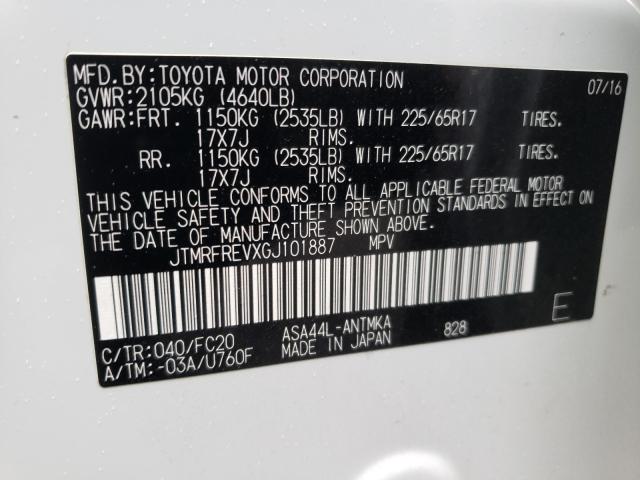 MFD.BY:TOYOTA MOTOR CORPORATION 07/16
GVWR:2105KG (4640LB)
GAWR:FRT. 1150KG (2535LB) WITH 225/65R17 TIRES.
17X7J RIMS.
RR. 1150KG (2535LB) WITH 225/65R17 TIRES.
17X7J RIMS.
THIS VEHICLE CONFORMS TO ALL APPLICABLE FEDERAL MOTOR
VEHICLE SAFETY AND THEFT PREVENTION STANDARDS IN EFFECT ON
THE DATE OF MANUFACTURE SHOWN ABOVE.
JTMRFREVXGJ101887 MPV
E
C/TR:040/FC20 ASA44L-ANTMKA 828
A/TM:-03A/U760F MADE IN JAPAN